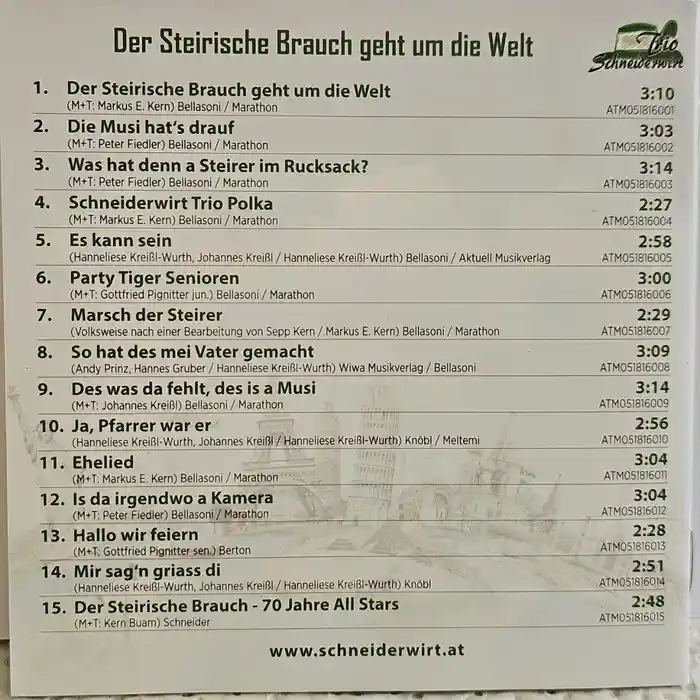 Der Steirische Brauch geht um die Welt
Trio
Schneiderwirt
1. Der Steirische Brauch geht um die Welt 3:10
(M+T: Markus E. Kern) Bellasoni / Marathon ATM051816001
2. Die Musi hat's drauf 3:03
(M+T: Peter Fiedler) Bellasoni / Marathon ATM051816002
3. Was hat denn a Steirer im Rucksack? 3:14
(M+T: Peter Fiedler) Bellasoni / Marathon ATM051816003
4. Schneiderwirt Trio Polka 2:27
(M+T: Markus E. Kern) Bellasoni / Marathon ATM051816004
5. Es kann sein 2:58
(Hanneliese Kreißl-Wurth, Johannes Kreißl / Hanneliese Kreißl-Wurth) Bellasoni / Aktuell Musikverlag ATM051816005
6. Party Tiger Senioren 3:00
(M+T: Gottfried Pignitter jun.) Bellasoni / Marathon ATM051816006
7. Marsch der Steirer 2:29
(Volksweise nach einer Bearbeitung von Sepp Kern / Markus E. Kern) Bellasoni / Marathon ATM051816007
8. So hat des mei Vater gemacht 3:09
(Andy Prinz, Hannes Gruber / Hanneliese Kreißl-Wurth) Wiwa Musikverlag / Bellasoni ATM051816008
9. Des was da fehlt, des is a Musi 3:14
(M+T: Johannes Kreißl) Bellasoni / Marathon ATM051816009
10. Ja, Pfarrer war er 2:56
(Hanneliese Kreißl-Wurth, Johannes Kreißl / Hanneliese Kreißl-Wurth) Knöbl / Meltemi ATM051816010
11. Ehelied 3:04
(M+T: Markus E. Kern) Bellasoni / Marathon ATM051816011
12. Is da irgendwo a Kamera 3:04
(M+T: Peter Fiedler) Bellasoni / Marathon ATM051816012
13. Hallo wir feiern 2:28
(M+T: Gottfried Pignitter sen.) Berton ATM051816013
14. Mir sag'n griass di 2:51
(Hanneliese Kreißl-Wurth, Johannes Kreißl / Hanneliese Kreißl-Wurth) Knöbl ATM051816014
15. Der Steirische Brauch - 70 Jahre All Stars 2:48
(M+T: Kern Buam) Schneider ATM051816015
www.schneiderwirt.at